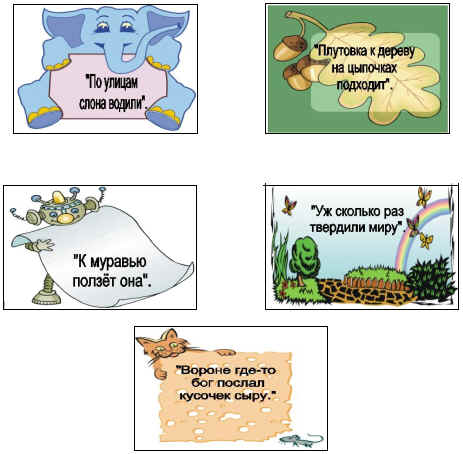 "По улицам
слона водили".
"Плутовка к дереву
на цыпочках
подходит".
"К муравью
ползёт она".
"Уж сколько раз
твердили миру".
"Вороне где-то
бог послал
кусочек сыру."